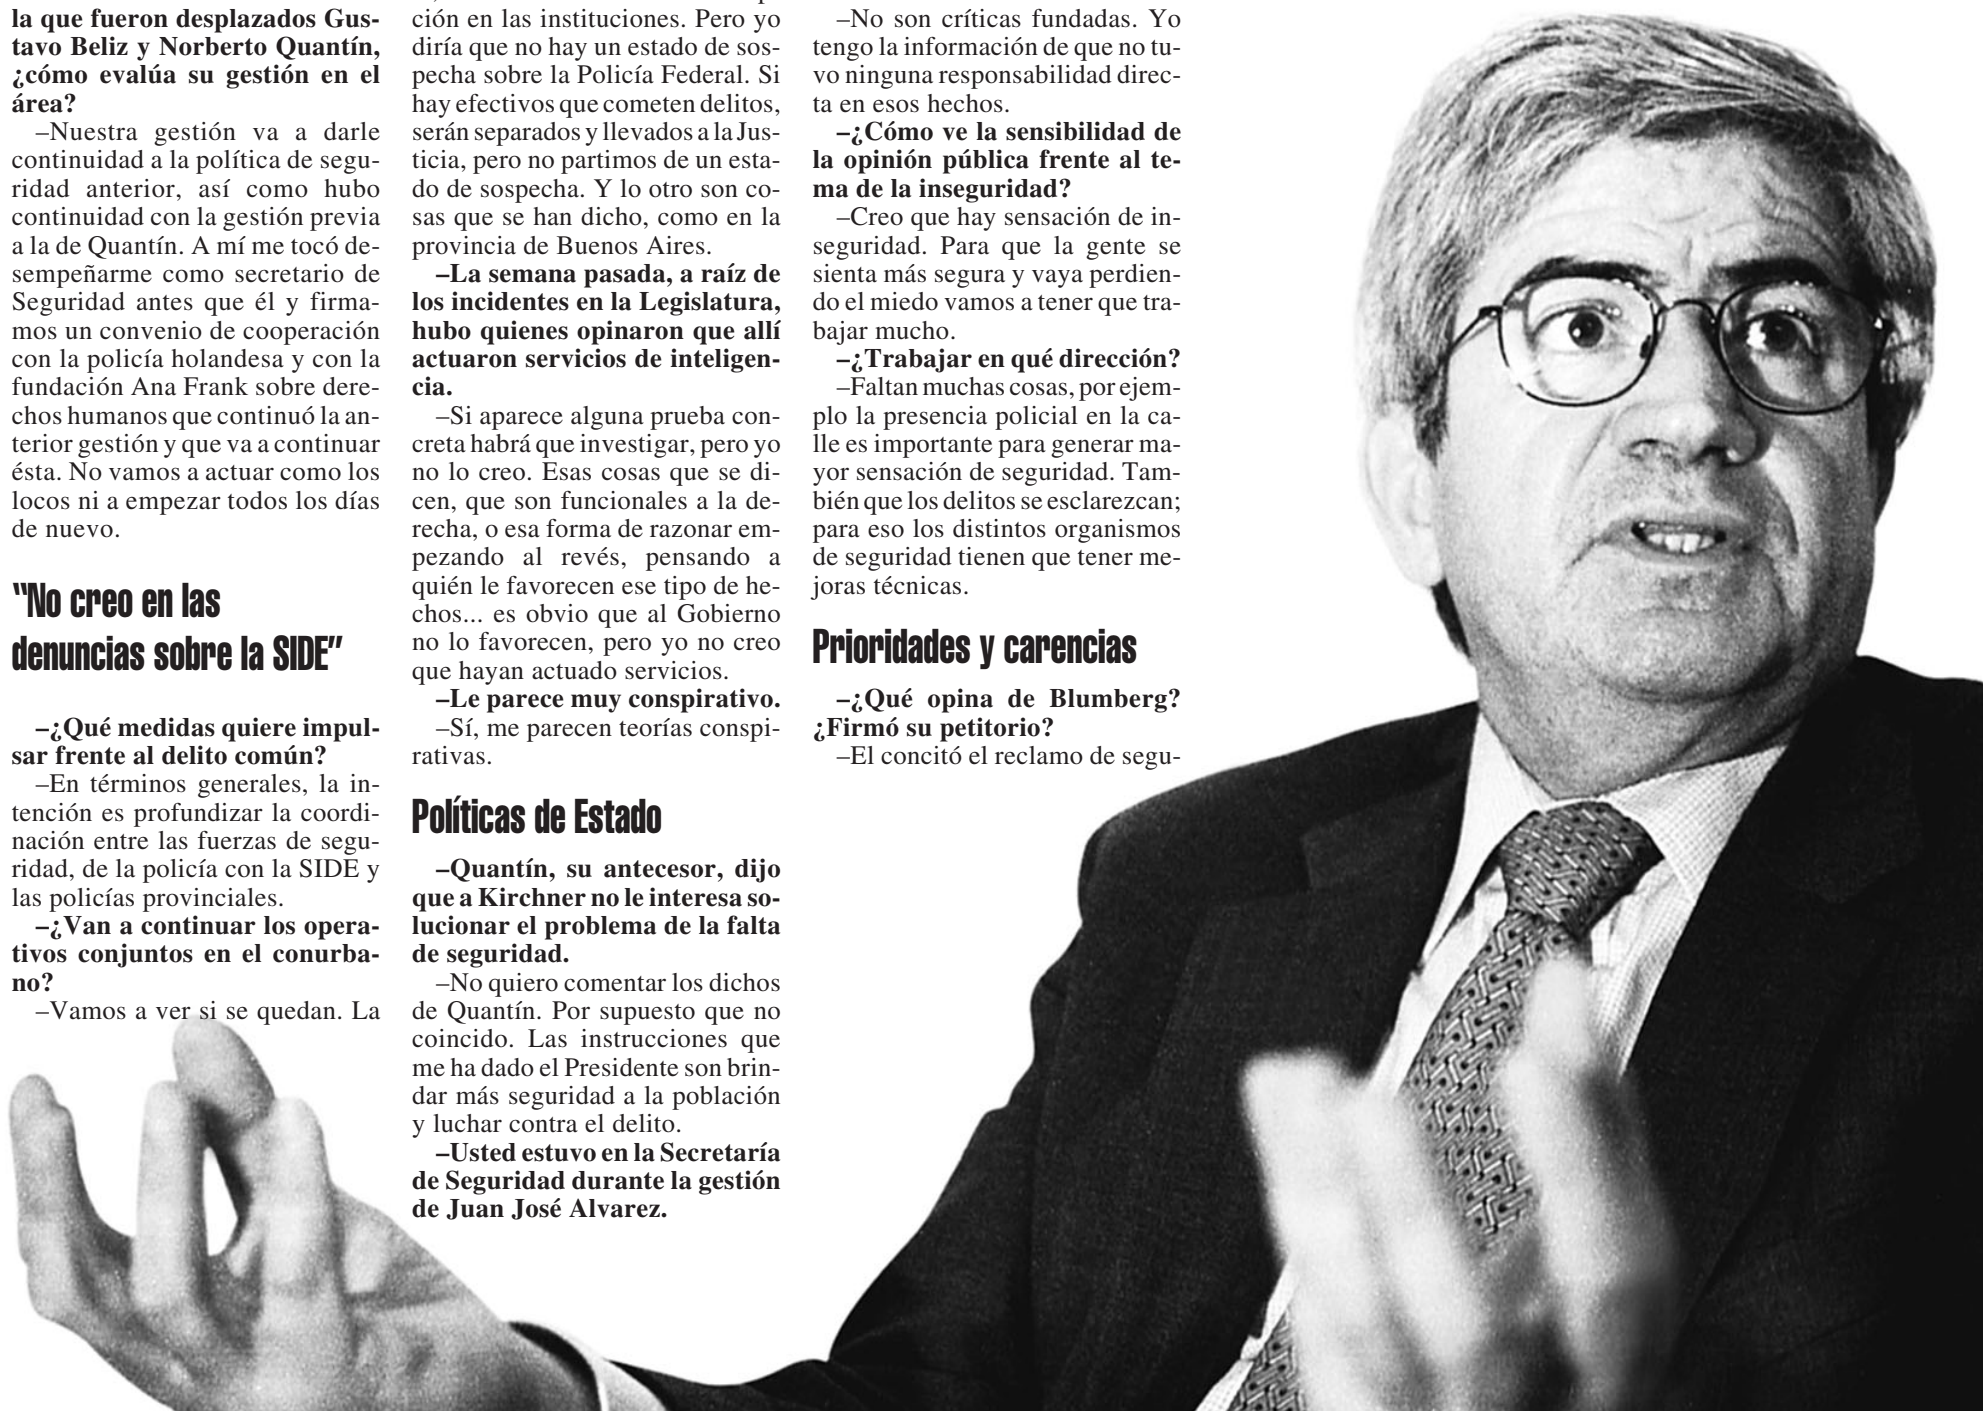 la que fueron desplazados Gus-
tavo Beliz y Norberto Quantín,
¿cómo evalúa su gestión en el
área?
–Nuestra gestión va a darle
continuidad a la política de segu-
ridad anterior, así como hubo
continuidad con la gestión previa
a la de Quantín. A mí me tocó de-
sempeñarme como secretario de
Seguridad antes que él y firma-
mos un convenio de cooperación
con la policía holandesa y con la
fundación Ana Frank sobre dere-
chos humanos que continuó la an-
terior gestión y que va a continuar
ésta. No vamos a actuar como los
locos ni a empezar todos los días
de nuevo.
"No creo en las
denuncias sobre la SIDE"
–¿Qué medidas quiere impul-
sar frente al delito común?
–En términos generales, la in-
tención es profundizar la coordi-
nación entre las fuerzas de segu-
ridad, de la policía con la SIDE y
las policías provinciales.
–¿Van a continuar los opera-
tivos conjuntos en el conurba-
no?
–Vamos a ver si se quedan. La
ción en las instituciones. Pero yo
diría que no hay un estado de sos-
pecha sobre la Policía Federal. Si
hay efectivos que cometen delitos,
serán separados y llevados a la Jus-
ticia, pero no partimos de un esta-
do de sospecha. Y lo otro son co-
sas que se han dicho, como en la
provincia de Buenos Aires.
–La semana pasada, a raíz de
los incidentes en la Legislatura,
hubo quienes opinaron que allí
actuaron servicios de inteligen-
cia.
–Si aparece alguna prueba con-
creta habrá que investigar, pero yo
no lo creo. Esas cosas que se di-
cen, que son funcionales a la de-
recha, o esa forma de razonar em-
pezando al revés, pensando a
quién le favorecen ese tipo de he-
chos... es obvio que al Gobierno
no lo favorecen, pero yo no creo
que hayan actuado servicios.
–Le parece muy conspirativo.
–Sí, me parecen teorías conspi-
rativas.
Políticas de Estado
–Quantín, su antecesor, dijo
que a Kirchner no le interesa so-
lucionar el problema de la falta
de seguridad.
–No quiero comentar los dichos
de Quantín. Por supuesto que no
coincido. Las instrucciones que
me ha dado el Presidente son brin-
dar más seguridad a la población
y luchar contra el delito.
–Usted estuvo en la Secretaría
de Seguridad durante la gestión
de Juan José Alvarez.
–No son críticas fundadas. Yo
tengo la información de que no tu-
vo ninguna responsabilidad direc-
ta en esos hechos.
–¿Cómo ve la sensibilidad de
la opinión pública frente al te-
ma de la inseguridad?
–Creo que hay sensación de in-
seguridad. Para que la gente se
sienta más segura y vaya perdien-
do el miedo vamos a tener que tra-
bajar mucho.
–¿Trabajar en qué dirección?
–Faltan muchas cosas, por ejem-
plo la presencia policial en la ca-
lle es importante para generar ma-
yor sensación de seguridad. Tam-
bién que los delitos se esclarezcan;
para eso los distintos organismos
de seguridad tienen que tener me-
joras técnicas.
Prioridades y carencias
–¿Qué opina de Blumberg?
¿Firmó su petitorio?
–El concitó el reclamo de segu-